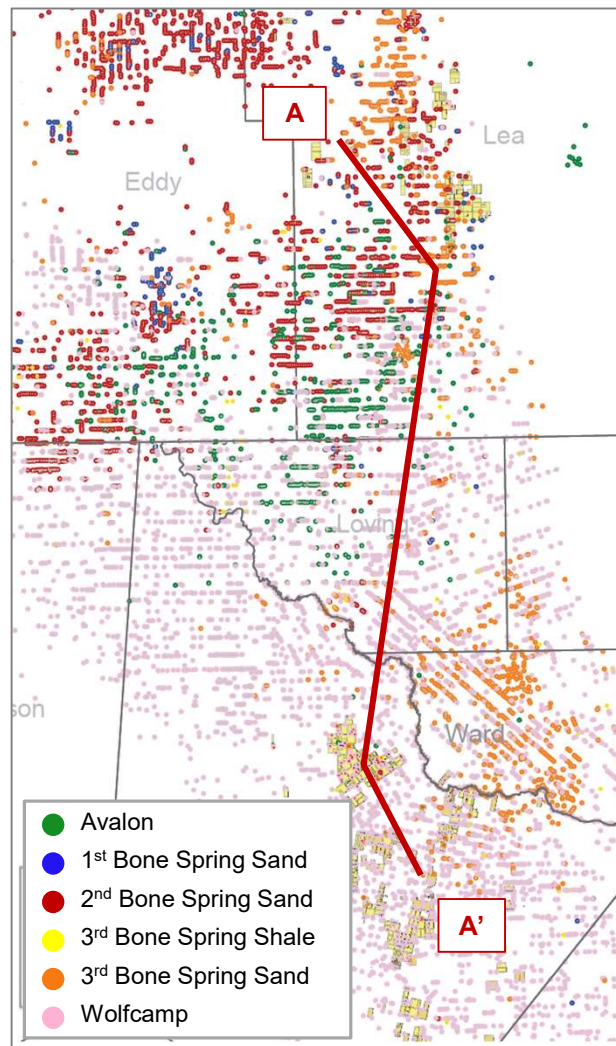 A
Lea
Eddy
Loving
son
Ward
Avalon
1st Bone Spring Sand
2nd Bone Spring Sand
3rd Bone Spring Shale
3rd Bone Spring Sand
Wolfcamp
A’